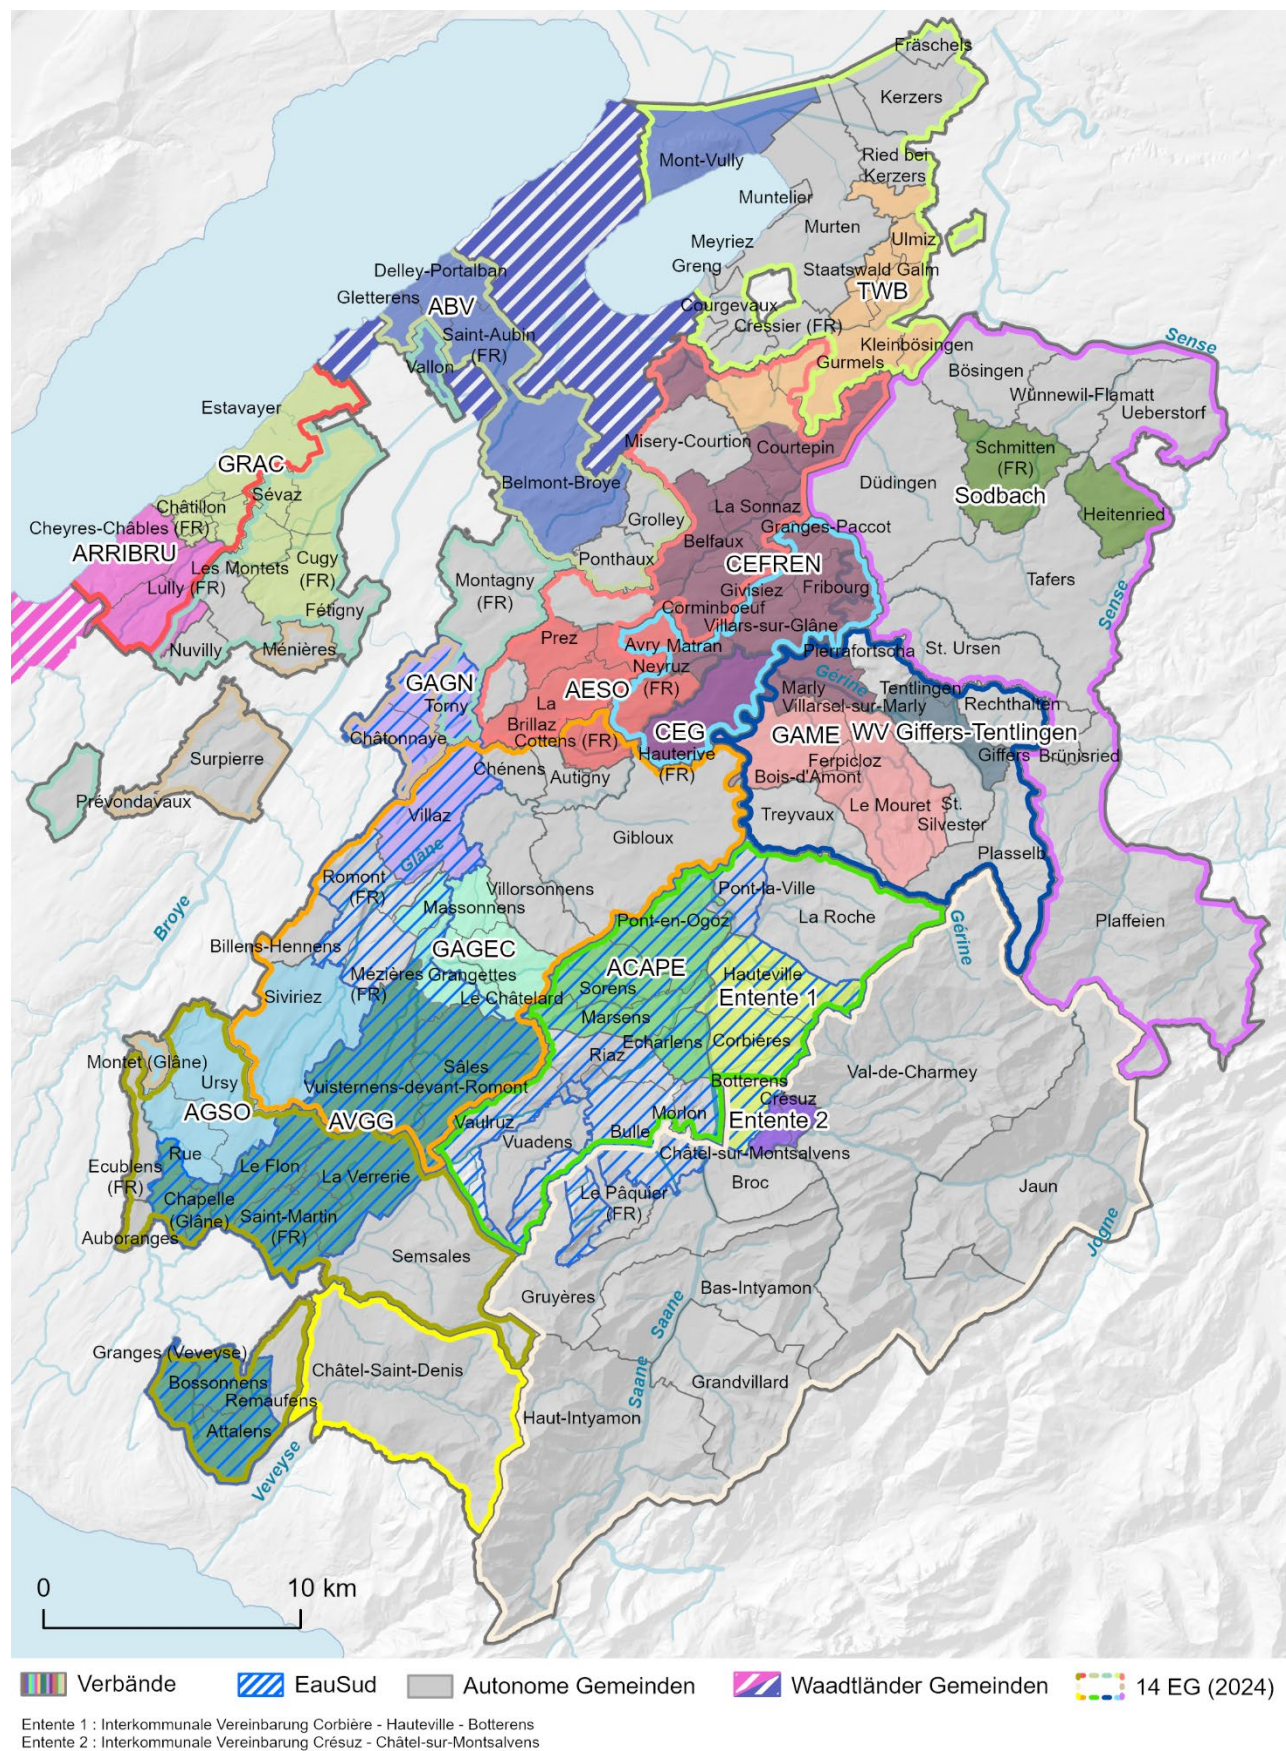 Fräschels
Kerzers
Mont-Vully
Ried bei
Kerzers
Muntelier
Murten
Meyriez
Ulmiz
Greng
Staatswald Galm
TWB
Delley-Portalban
Gletterens
ABV
Courgevaux
Cressier (FR)
Saint-Aubin
(FR)
Vallon
Kleinbösingen
Gurmels
Sense
Bösingen
Wünnewil-Flamatt
Ueberstorf
Estavayer
Misery-Courtion
Courtepin
Schmitten
(FR)
GRAC
Belmont-Broye
Düdingen
Sodbach
Sévaz
Châtillon
(FR)
Cheyres-Châbles (FR)
ARRIBRU
Grolley
La Sonnaz
Heitenried
Granges-Paccot
Belfaux
Cugy
(FR)
Les Montets
Lully (FR)
Ponthaux
CEFREN
Tafers
Montagny
(FR)
Givisiez
Fribourg
Sense
Fétigny
Corminboeuf
Villars-sur-Glâne
Nuvilly
Ménières
Prez
Avry
Matran
Pierrafortscha
St. Ursen
Neyruz
(FR)
Gérine
GAGN
AESO
Marly
Tentlingen
Villarsel-sur-Marly
Rechthalten
Torny
La
Brillaz
CEG
GAME
WV Giffers-Tentlingen
Châtonnaye
Cottens (FR)
Hauterive
(FR)
Ferpicloz
Giffers
Brünisried
Surpierre
Chénens
Autigny
Bois-d'Amont
Prévondavaux
Villaz
Treyvaux
Le Mouret
St.
Silvester
Gibloux
Plasselb
Glâne
Romont
(FR)
Villorsonnens
Pont-la-Ville
Massonnens
La Roche
Pont-en-Ogoz
Plaffeien
Broye
Gérine
Billens-Hennens
GAGEC
ACAPE
Mezières
(FR)
Grangettes
Hauteville
Siviriez
Le Châtelard
Sorens
Entente 1
Marsens
Echarlens
Corbières
Montet (Glâne)
Riaz
Sâles
Val-de-Charmey
Ursy
Vuisternens-devant-Romont
Botterens
Crésuz
AGSO
AVGG
Vaulruz
Morlon
Entente 2
Bulle
Vuadens
Rue
Châtel-sur-Montsalvens
Ecublens
(FR)
Le Flon
La Verrerie
Broc
Jaun
Chapelle
(Glâne)
Le Pâquier
(FR)
Saint-Martin
(FR)
Auboranges
Jogne
Semsales
Bas-Intyamon
Gruyères
Saane
Granges (Veveyse)
Châtel-Saint-Denis
Bossonnens
Saane
Grandvillard
Remaufens
Haut-Intyamon
Attalens
Veveyse
0 10 km
Verbände EauSud Autonome Gemeinden Waadtländer Gemeinden 14 EG (2024)
Entente 1 : Interkommunale Vereinbarung Corbière - Hauteville - Botterens
Entente 2 : Interkommunale Vereinbarung Crésuz - Châtel-sur-Montsalvens